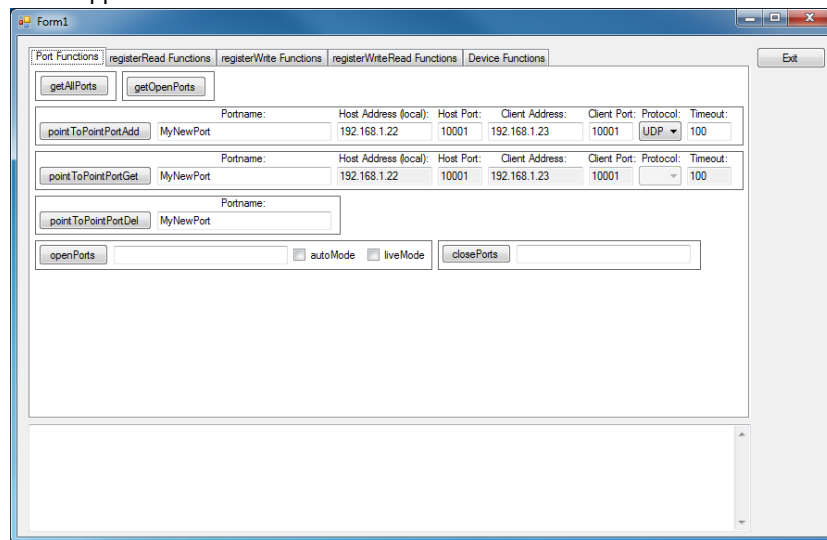 Form1
Port Functions registerRead Functions registerWrite Functions registerWriteRead Functions Device Functions
Exit
getAllPorts getOpenPorts
Portname: Host Address (local): Host Port: Client Address: Client Port: Protocol: Timeout:
pointToPointPortAdd MyNewPort 192.168.1.22 10001 192.168.1.23 10001 UDP 100
Portname: Host Address (local): Host Port: Client Address: Client Port: Protocol: Timeout:
pointToPointPortGet MyNewPort 192.168.1.22 10001 192.168.1.23 10001 100
Portname:
pointToPointPortDel MyNewPort
openPorts autoMode liveMode closePorts